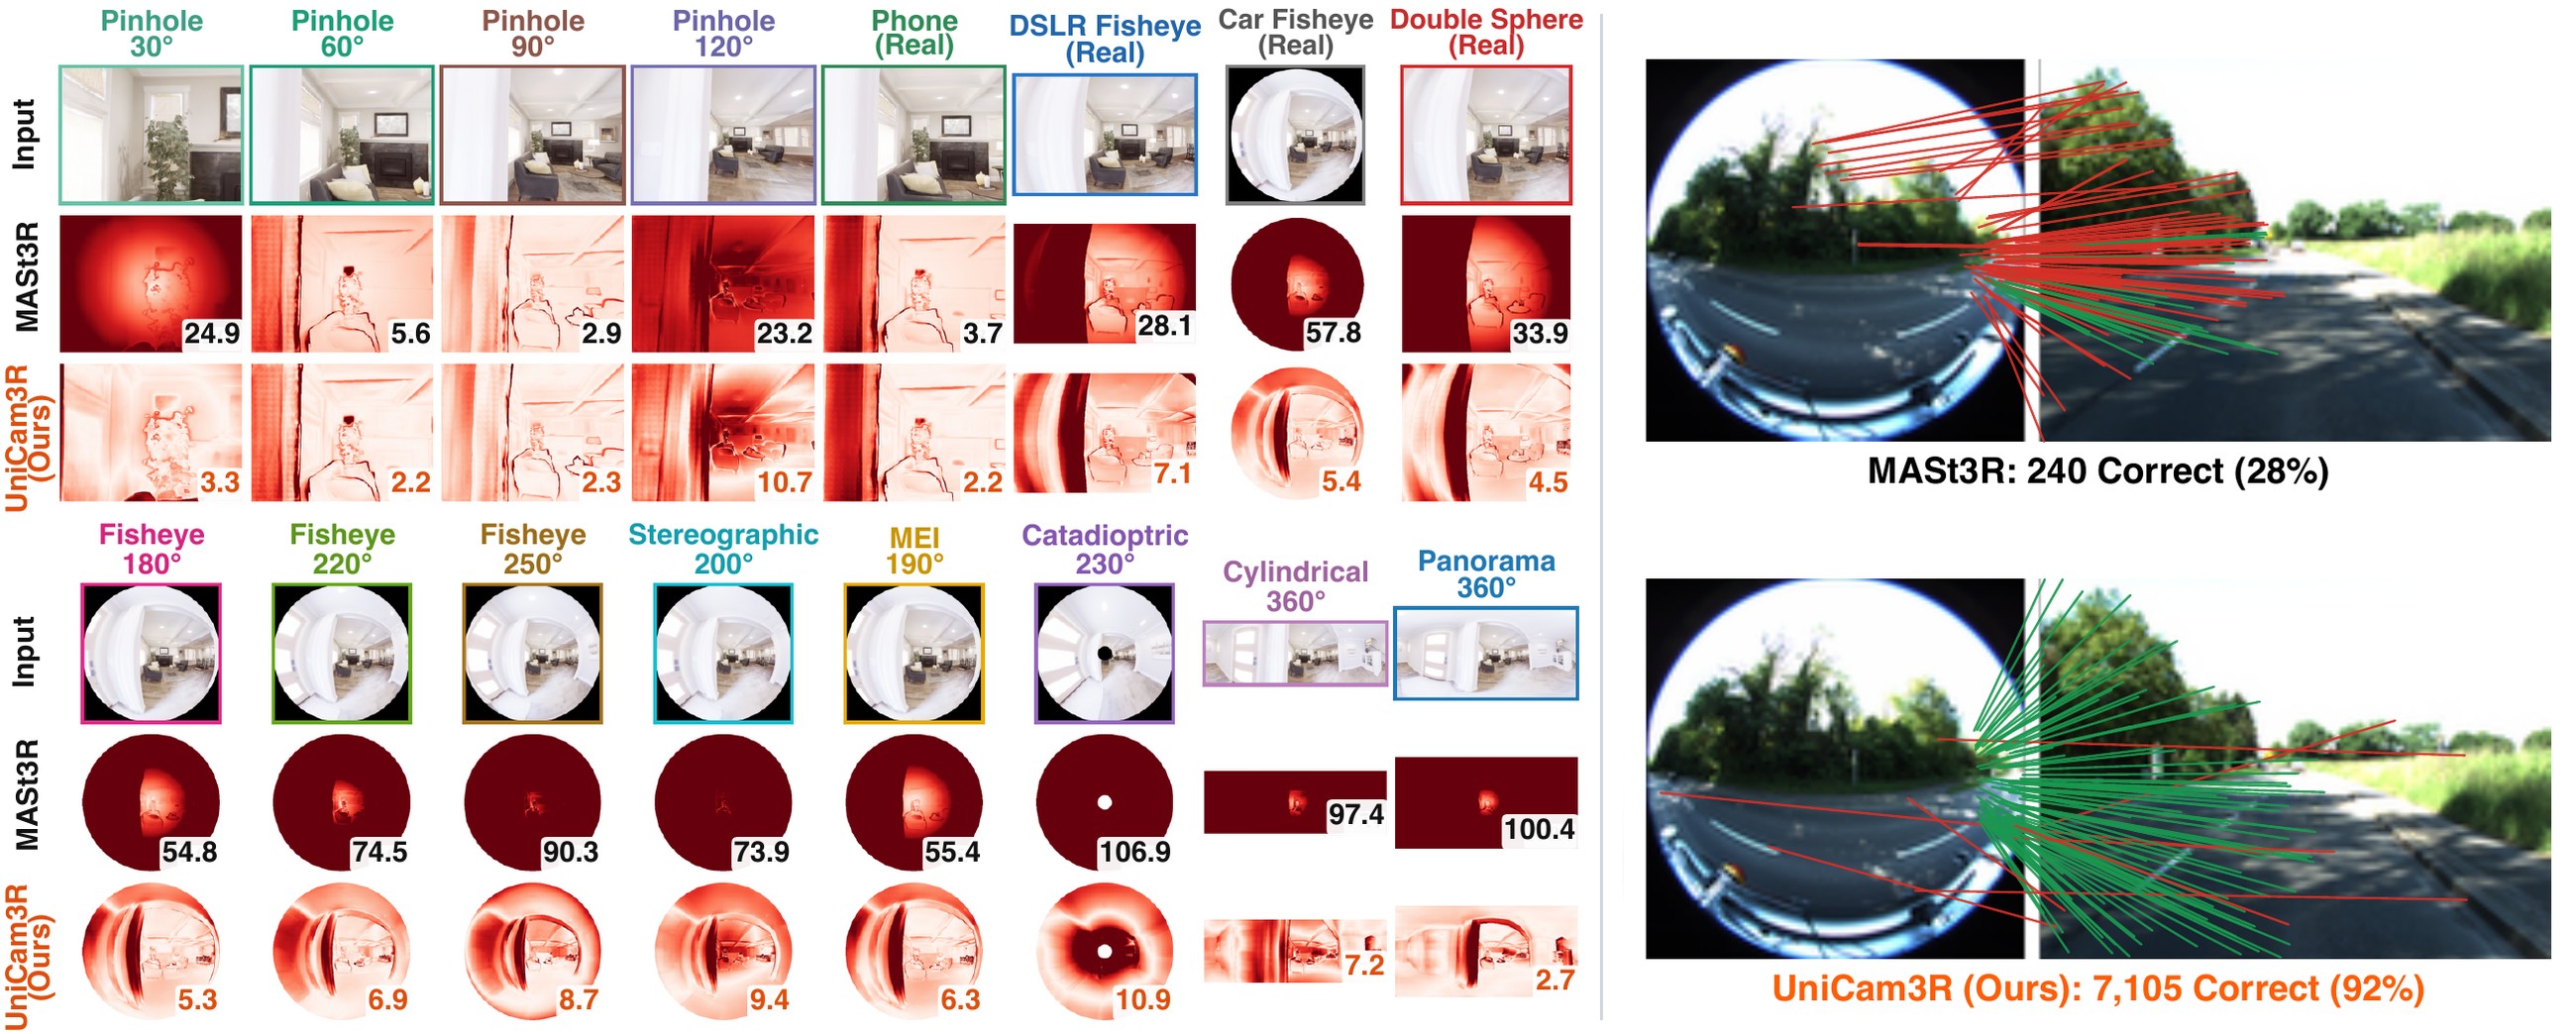 Pinhole 30°
Pinhole 60°
Pinhole 90°
Pinhole 120°
Phone (Real)
DSLR Fisheye (Real)
Car Fisheye (Real)
Double Sphere (Real)
Input
MASt3R
24.9
5.6
2.9
23.2
3.7
28.1
57.8
33.9
UniCam3R (Ours)
3.3
2.2
2.3
10.7
2.2
7.1
5.4
4.5
Fisheye 180°
Fisheye 220°
Fisheye 250°
Stereographic 200°
MEI 190°
Catadioptric 230°
Cylindrical 360°
Panorama 360°
Input
MASt3R
54.8
74.5
90.3
73.9
55.4
106.9
97.4
100.4
UniCam3R (Ours)
5.3
6.9
8.7
9.4
6.3
10.9
7.2
2.7
MASt3R: 240 Correct (28%)
UniCam3R (Ours): 7,105 Correct (92%)